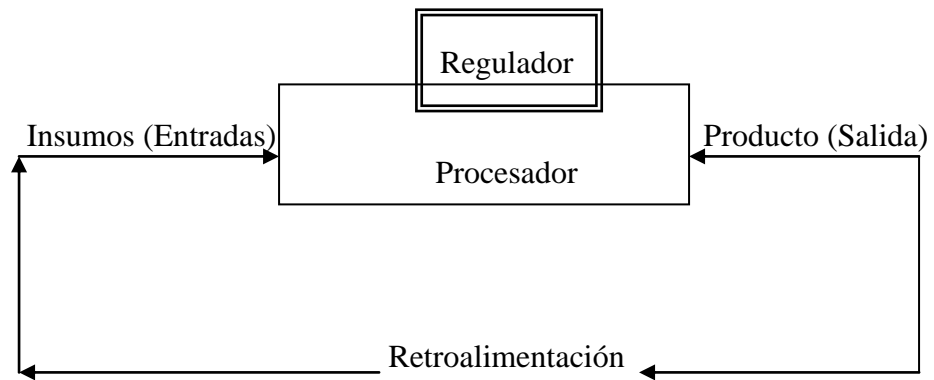 Regulador
Insumos (Entradas)
Producto (Salida)
Procesador
Retroalimentación